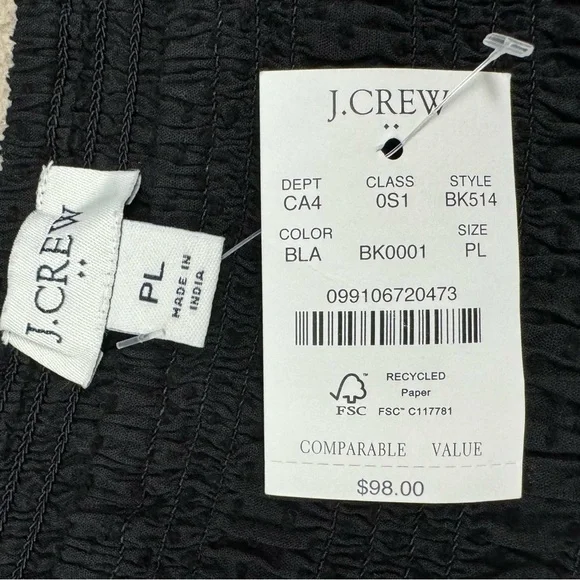 J.CREW
DEPT CLASS STYLE
CA4 0S1 BK514
COLOR SIZE
BLA BK0001 PL
099106720473
RECYCLED
Paper
FSC FSC™ C117781
COMPARABLE VALUE
$98.00
J.CREW
PL
MADE IN
INDIA